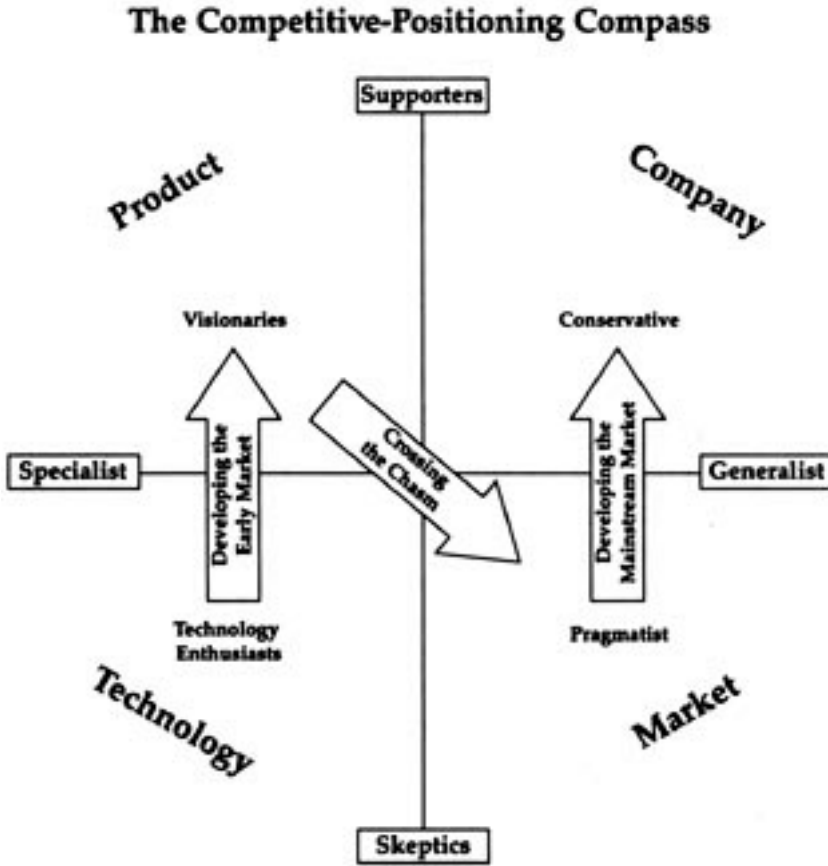 The Competitive-Positioning Compass
Supporters
Product
Company
Visionaries
Conservative
Developing the
Early Market
Crossing
the Chasm
Developing the
Mainstream Market
Specialist
Generalist
Technology
Enthusiasts
Pragmatist
Technology
Market
Skeptics